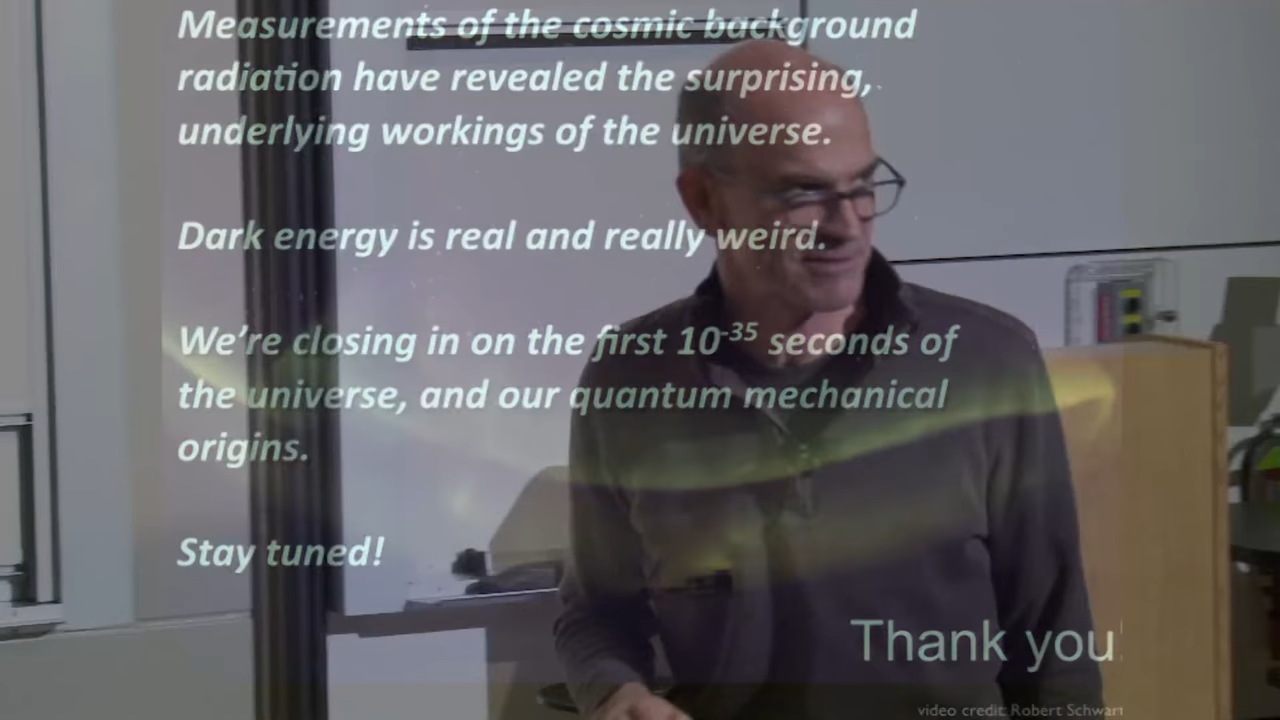 Measurements of the cosmic background
radiation have revealed the surprising,
underlying workings of the universe.
Dark energy is real and really weird.
We're closing in on the first 10⁻³⁵ seconds of
the universe, and our quantum mechanical
origins.
Stay tuned!
Thank you!
video credit: Robert Schwar